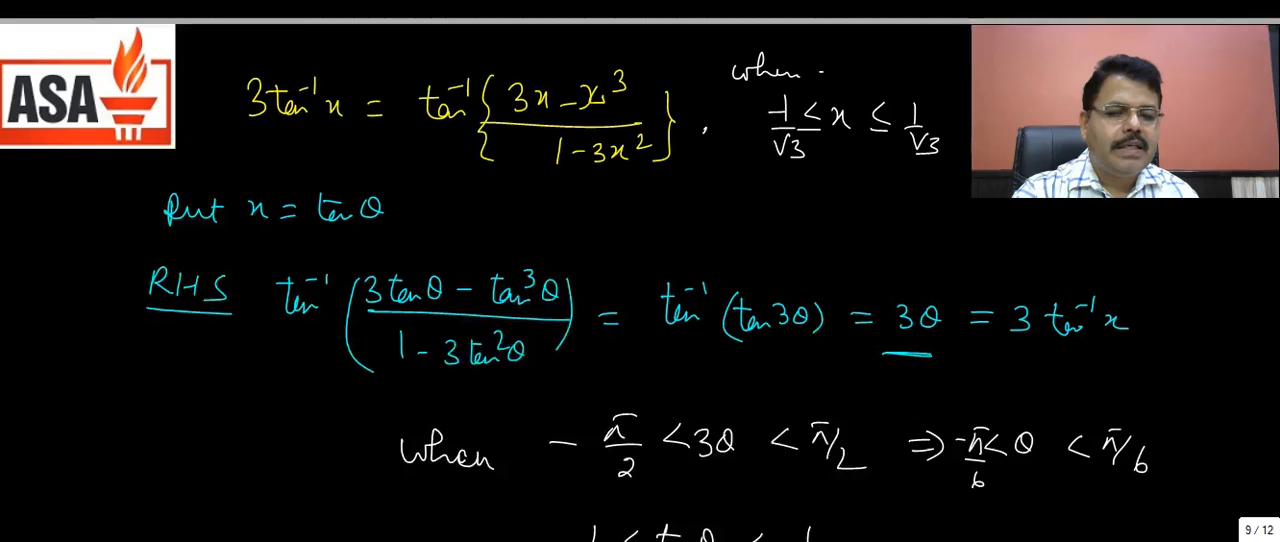 ASA
when.
3tan⁻¹x = tan⁻¹{(3x - x³)/(1 - 3x²)}, -1/√3 ≤ x ≤ 1/√3
Put x = tanθ
RHS tan⁻¹((3tanθ - tan³θ)/(1 - 3tan²θ)) = tan⁻¹(tan3θ) = 3θ = 3tan⁻¹x
when -π/2 < 3θ < π/2 ⇒ -π/6 < θ < π/6
9 / 12